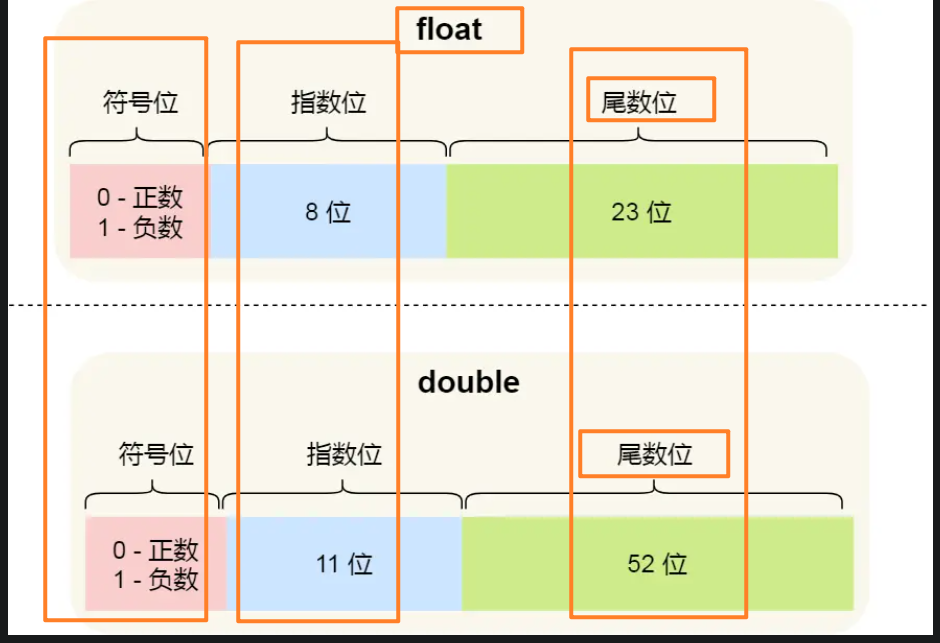 float
符号位 指数位 尾数位
0 - 正数
1 - 负数
8 位
23 位
double
符号位 指数位 尾数位
0 - 正数
1 - 负数
11 位
52 位